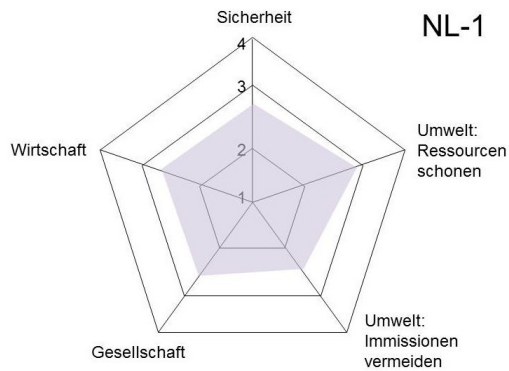 Sicherheit
NL-1
4
3
2
1
Wirtschaft
Umwelt:
Ressourcen
schonen
Gesellschaft
Umwelt:
Immissionen
vermeiden